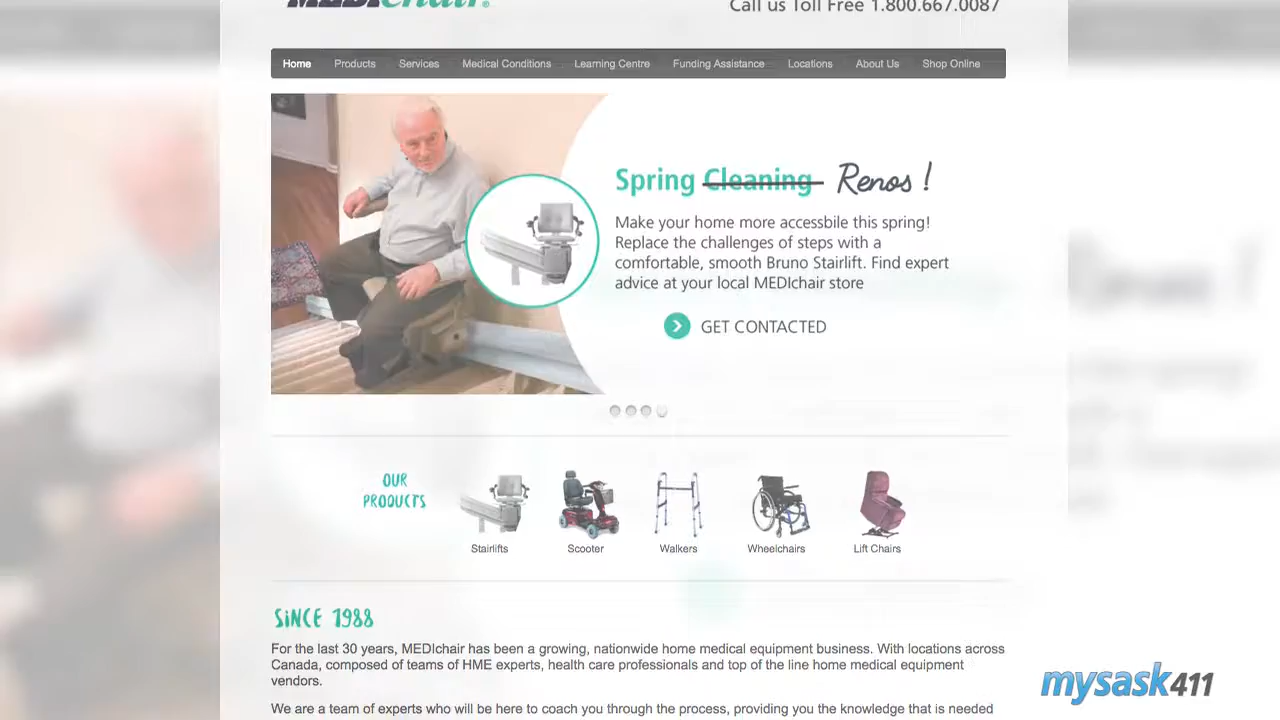 MEDIchair®
Call us Toll Free 1.800.667.0087
Home Products Services Medical Conditions Learning Centre Funding Assistance Locations About Us Shop Online
Spring Cleaning Renos !
Make your home more accessbile this spring!
Replace the challenges of steps with a
comfortable, smooth Bruno Stairlift. Find expert
advice at your local MEDIchair store
GET CONTACTED
OUR
PRODUCTS
Stairlifts Scooter Walkers Wheelchairs Lift Chairs
SINCE 1988
For the last 30 years, MEDIchair has been a growing, nationwide home medical equipment business. With locations across
Canada, composed of teams of HME experts, health care professionals and top of the line home medical equipment
vendors.
We are a team of experts who will be here to coach you through the process, providing you the knowledge that is needed
mysask411